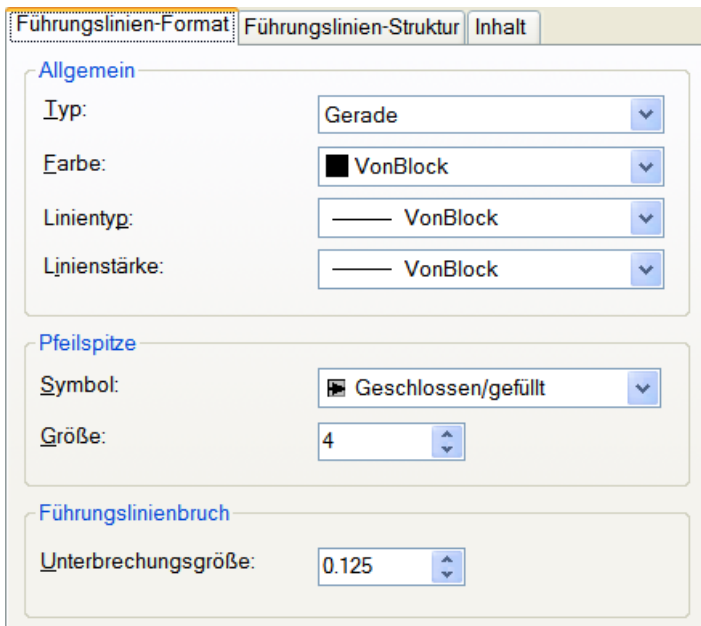 Führungslinien-Format Führungslinien-Struktur Inhalt
Allgemein
Typ: Gerade
Farbe: VonBlock
Linientyp: VonBlock
Linienstärke: VonBlock
Pfeilspitze
Symbol: Geschlossen/gefüllt
Größe: 4
Führungslinienbruch
Unterbrechungsgröße: 0.125